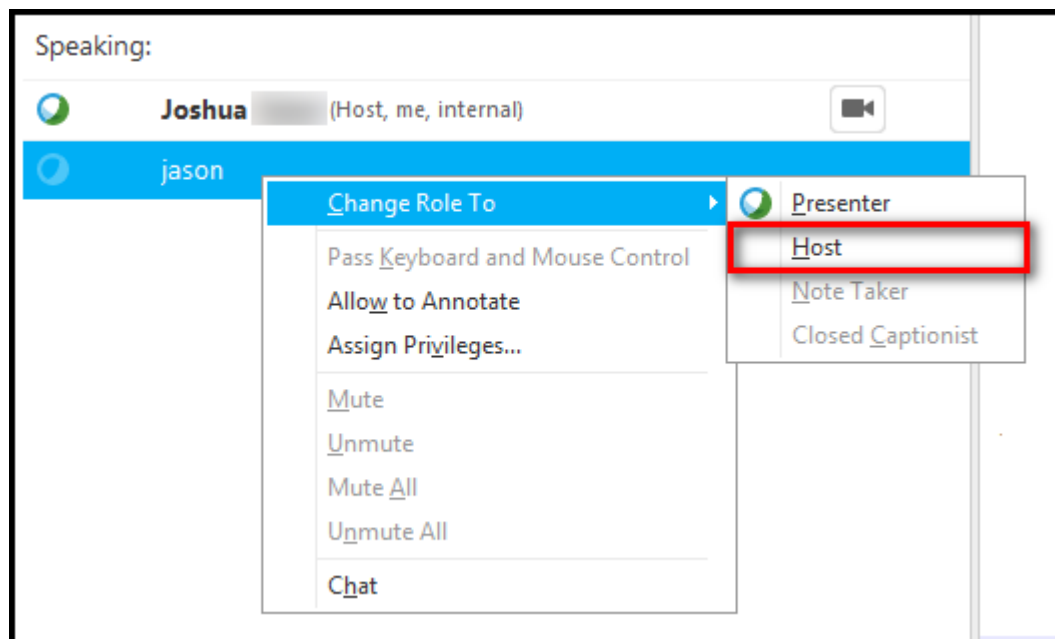 Speaking:
Joshua (Host, me, internal)
jason
Change Role To
Presenter
Host
Note Taker
Closed Captionist
Pass Keyboard and Mouse Control
Allow to Annotate
Assign Privileges...
Mute
Unmute
Mute All
Unmute All
Chat